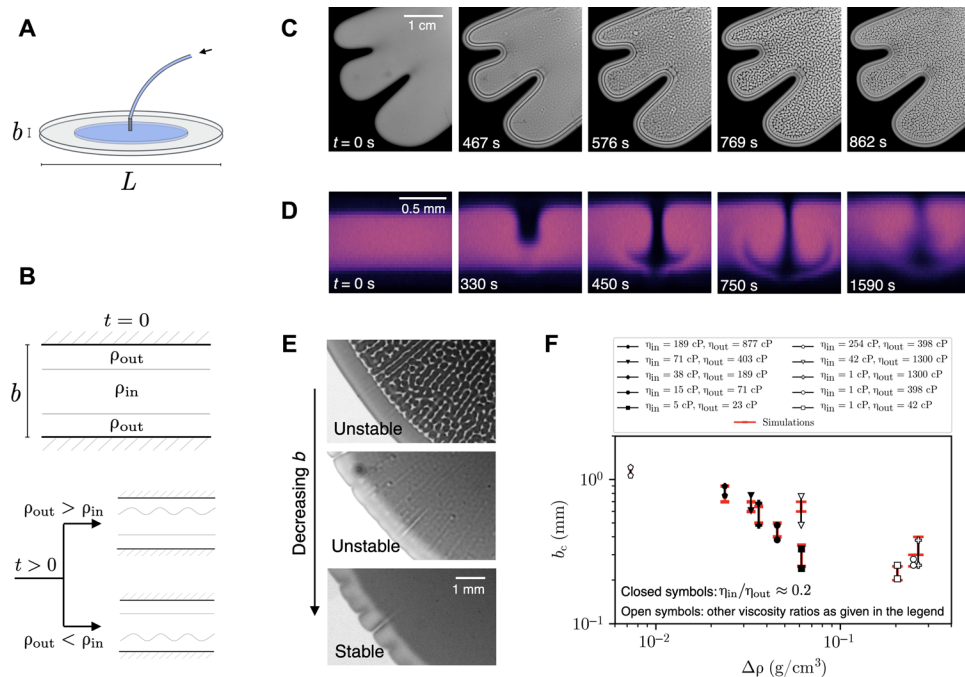 A
b
L
B
t = 0
b
ρout
ρin
ρout
ρout > ρin
t > 0
ρout < ρin
C
1 cm
t = 0 s
467 s
576 s
769 s
862 s
D
0.5 mm
t = 0 s
330 s
450 s
750 s
1590 s
E
Decreasing b
Unstable
Unstable
1 mm
Stable
F
ηin = 189 cP, ηout = 877 cP
ηin = 71 cP, ηout = 403 cP
ηin = 38 cP, ηout = 189 cP
ηin = 15 cP, ηout = 71 cP
ηin = 5 cP, ηout = 23 cP
ηin = 254 cP, ηout = 398 cP
ηin = 42 cP, ηout = 1300 cP
ηin = 1 cP, ηout = 1300 cP
ηin = 1 cP, ηout = 398 cP
ηin = 1 cP, ηout = 42 cP
Simulations
10⁰
10⁻¹
bc (mm)
Closed symbols: ηin/ηout ≈ 0.2
Open symbols: other viscosity ratios as given in the legend
10⁻²
10⁻¹
Δρ (g/cm³)